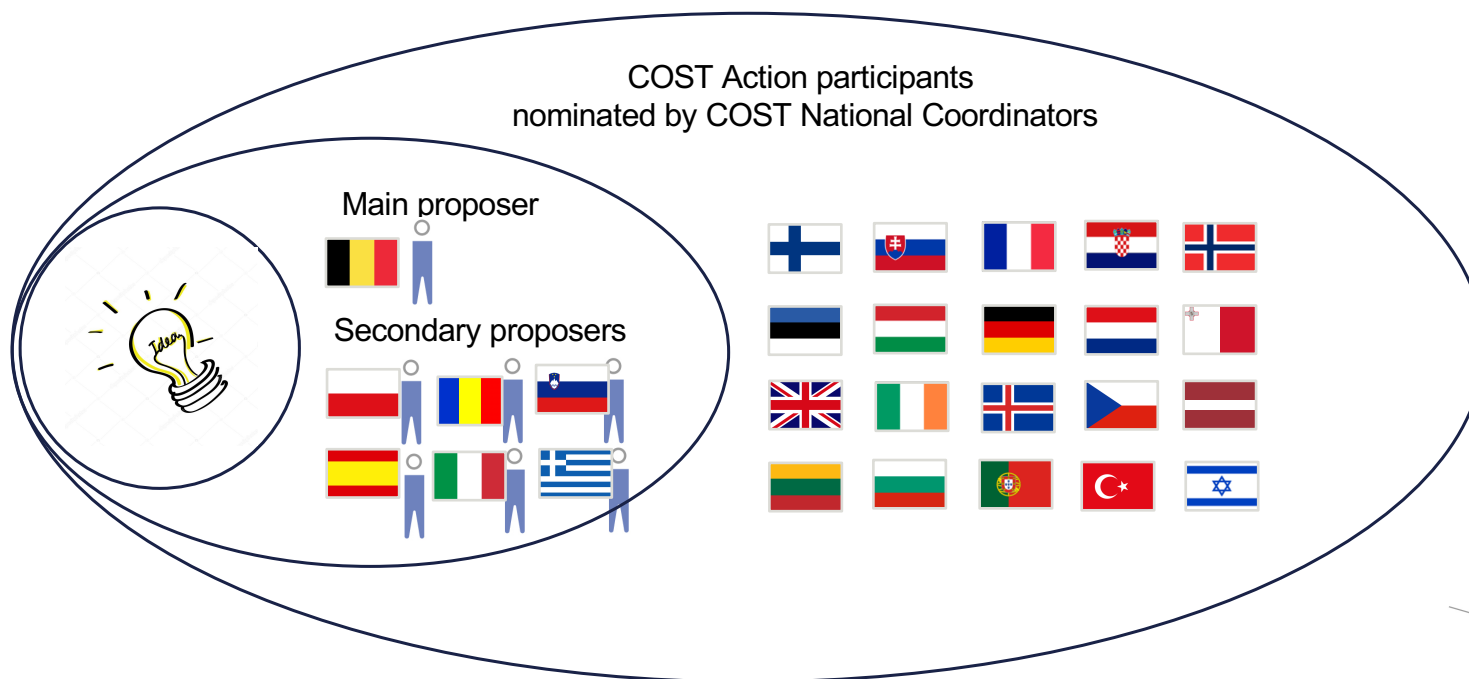 COST Action participants
nominated by COST National Coordinators
Main proposer
Idea
Secondary proposers